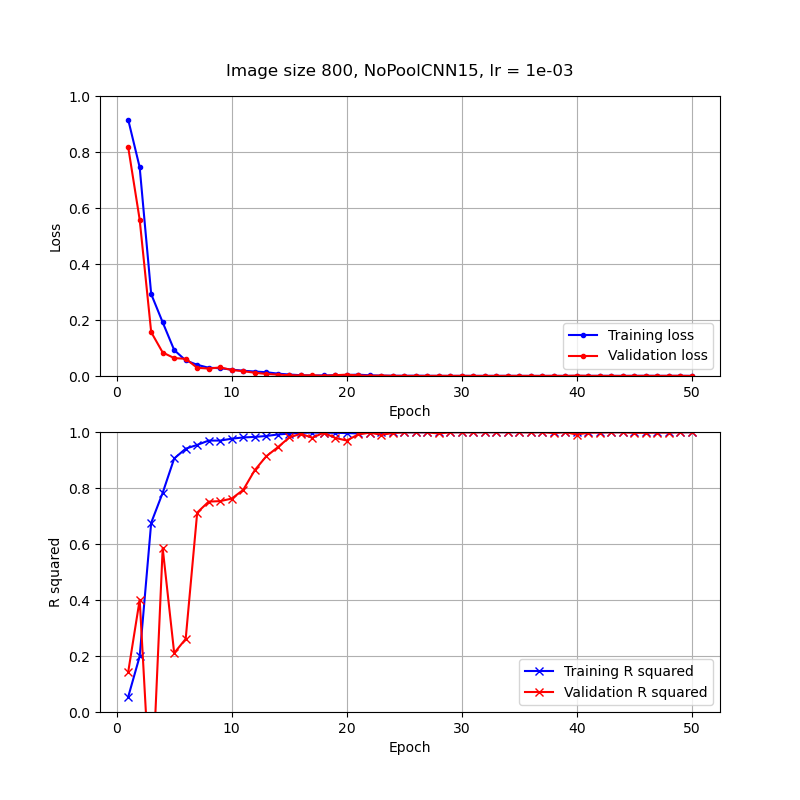 Image size 800, NoPoolCNN15, lr = 1e-03
1.0
0.8
0.6
0.4
0.2
0.0
Loss
Training loss
Validation loss
0 10 20 30 40 50
Epoch
1.0
0.8
0.6
0.4
0.2
0.0
R squared
Training R squared
Validation R squared
0 10 20 30 40 50
Epoch